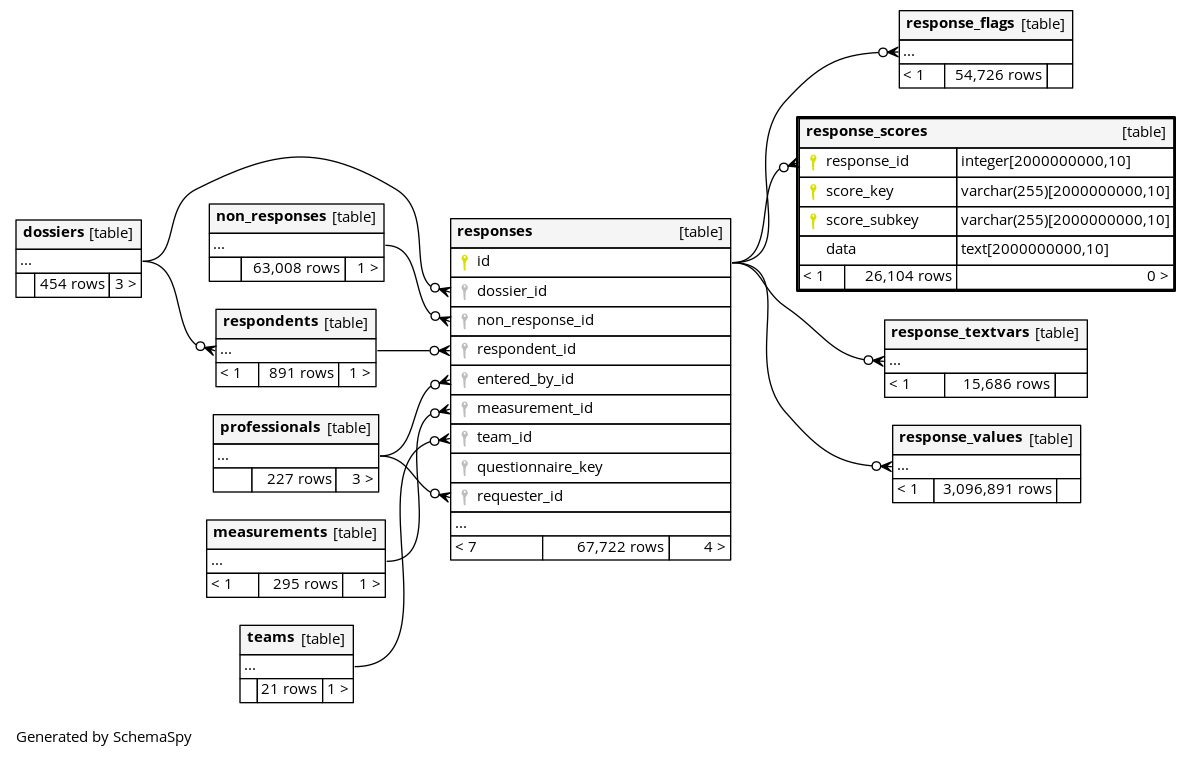 response_flags [table]
...
< 1 54,726 rows
response_scores [table]
response_id integer[2000000000,10]
score_key varchar(255)[2000000000,10]
score_subkey varchar(255)[2000000000,10]
data text[2000000000,10]
< 1 26,104 rows 0 >
dossiers [table]
...
454 rows 3 >
non_responses [table]
...
63,008 rows 1 >
respondents [table]
...
< 1 891 rows 1 >
professionals [table]
...
227 rows 3 >
measurements [table]
...
< 1 295 rows 1 >
teams [table]
...
21 rows 1 >
responses [table]
id
dossier_id
non_response_id
respondent_id
entered_by_id
measurement_id
team_id
questionnaire_key
requester_id
...
< 7 67,722 rows 4 >
response_textvars [table]
...
< 1 15,686 rows
response_values [table]
...
< 1 3,096,891 rows
Generated by SchemaSpy